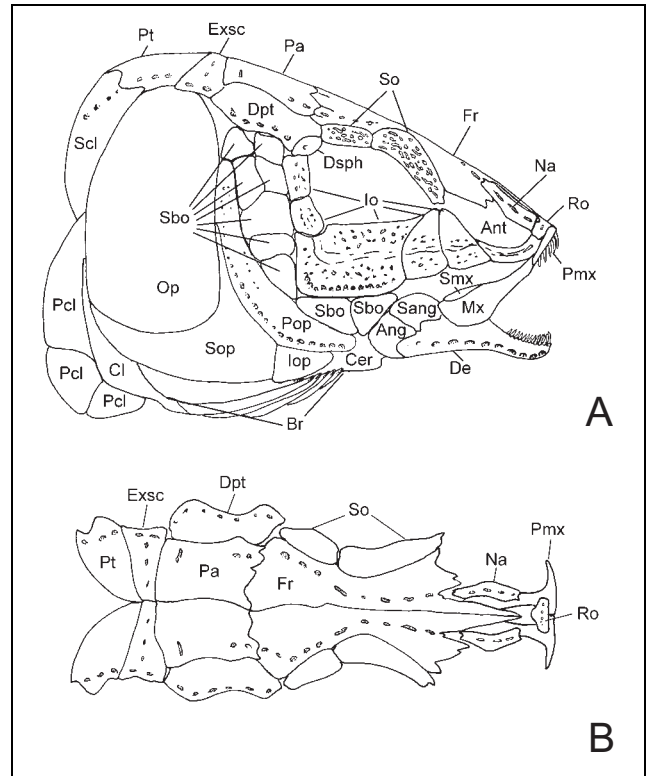 Pt
Exsc
Pa
So
Fr
Scl
Dpt
Dsph
Na
Ro
Sbo
Io
Ant
Pmx
Op
Smx
Pcl
Pop
Sbo
Sbo
Sang
Mx
Ang
Sop
Iop
Cer
De
Pcl
Cl
Pcl
Br
A
Dpt
Exsc
So
Pmx
Pt
Pa
Fr
Na
Ro
B